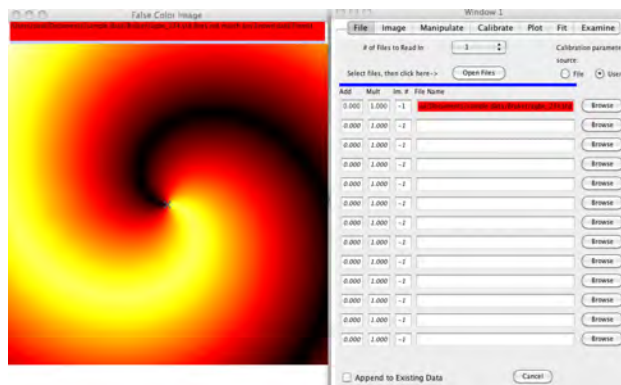 False Color Image
Window 1
File Image Manipulate Calibrate Plot Fit Examine
# of Files to Read In 1
Calibration paramete
source:
Select files, then click here-> Open Files File User
Add Mult Im. # File Name
0.000 1.000 -1 Browse
0.000 1.000 -1 Browse
0.000 1.000 -1 Browse
0.000 1.000 -1 Browse
0.000 1.000 -1 Browse
0.000 1.000 -1 Browse
0.000 1.000 -1 Browse
0.000 1.000 -1 Browse
0.000 1.000 -1 Browse
0.000 1.000 -1 Browse
0.000 1.000 -1 Browse
0.000 1.000 -1 Browse
0.000 1.000 -1 Browse
Append to Existing Data Cancel